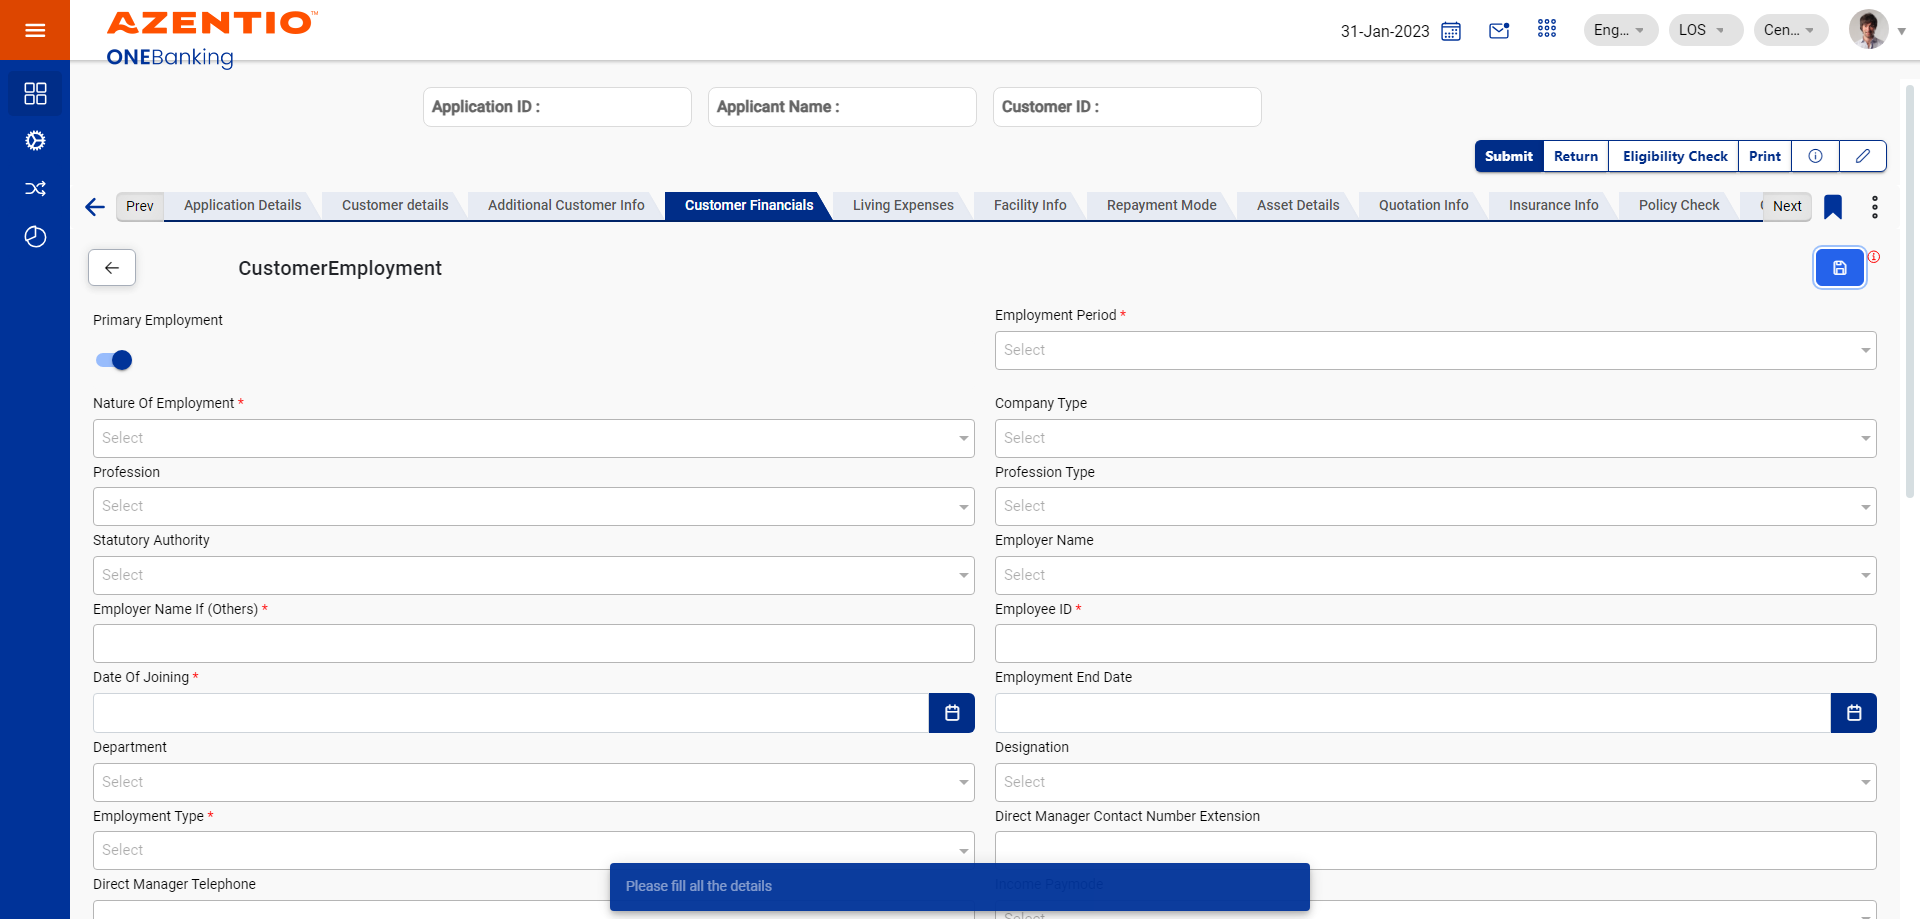 AZENTIO™
ONEBanking
31-Jan-2023
Eng...
LOS
Cen...
Application ID :
Applicant Name :
Customer ID :
Submit
Return
Eligibility Check
Print
Prev
Application Details
Customer details
Additional Customer Info
Customer Financials
Living Expenses
Facility Info
Repayment Mode
Asset Details
Quotation Info
Insurance Info
Policy Check
Next
CustomerEmployment
Primary Employment
Employment Period *
Select
Nature Of Employment *
Company Type
Select
Select
Profession
Profession Type
Select
Select
Statutory Authority
Employer Name
Select
Select
Employer Name If (Others) *
Employee ID *
Date Of Joining *
Employment End Date
Department
Designation
Select
Select
Employment Type *
Direct Manager Contact Number Extension
Select
Direct Manager Telephone
Income Paymode
Please fill all the details
Select